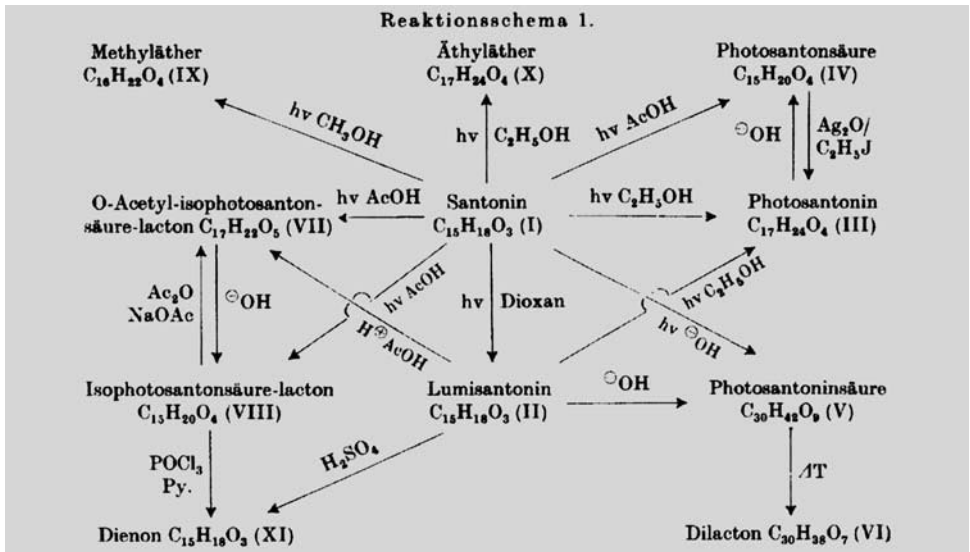 Reaktionsschema 1.
Methyläther
C₁₆H₂₂O₄ (IX)
Äthyläther
C₁₇H₂₄O₄ (X)
Photosantonsäure
C₁₅H₂₀O₄ (IV)
hν CH₃OH
hν C₂H₅OH
hν AcOH
⊖OH
Ag₂O/
C₂H₅J
O-Acetyl-isophotosanton-
säure-lacton C₁₇H₂₂O₅ (VII)
hν AcOH
Santonin
C₁₅H₁₈O₃ (I)
hν C₂H₅OH
Photosantonin
C₁₇H₂₄O₄ (III)
Ac₂O
NaOAc
⊖OH
hν AcOH
H⊕AcOH
hν Dioxan
hν C₂H₅OH
hν ⊖OH
Isophotosantonsäure-lacton
C₁₅H₂₀O₄ (VIII)
Lumisantonin
C₁₅H₁₈O₃ (II)
⊖OH
Photosantoninsäure
C₃₀H₄₂O₉ (V)
POCl₃
Py.
H₂SO₄
ΔT
Dienon C₁₅H₁₈O₃ (XI)
Dilacton C₃₀H₃₈O₇ (VI)